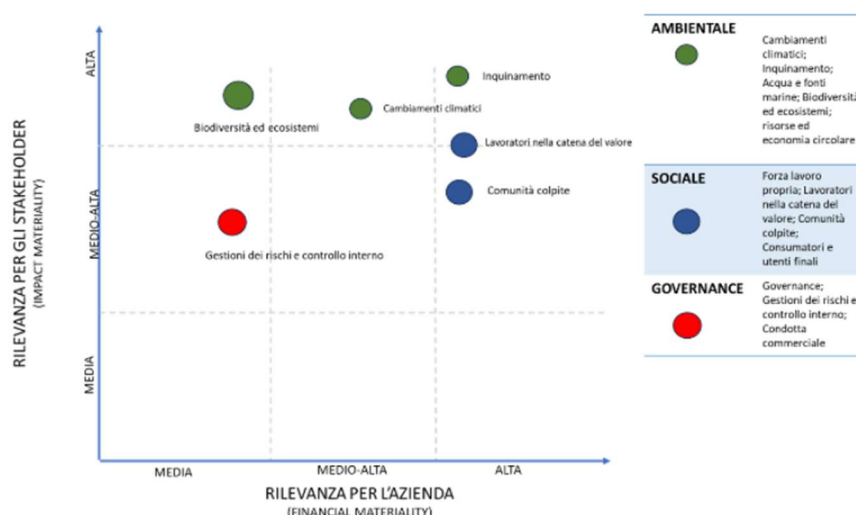 RILEVANZA PER GLI STAKEHOLDER
(IMPACT MATERIALITY)
ALTA
MEDIO-ALTA
MEDIA
Inquinamento
Cambiamenti climatici
Biodiversità ed ecosistemi
Lavoratori nella catena del valore
Comunità colpite
Gestioni dei rischi e controllo interno
MEDIA
MEDIO-ALTA
ALTA
RILEVANZA PER L'AZIENDA
(FINANCIAL MATERIALITY)
AMBIENTALE
Cambiamenti
climatici;
Inquinamento;
Acqua e fonti
marine; Biodiversità
ed ecosistemi;
risorse ed
economia circolare
SOCIALE
Forza lavoro
propria; Lavoratori
nella catena del
valore; Comunità
colpite;
Consumatori e
utenti finali
GOVERNANCE
Governance;
Gestioni dei rischi e
controllo interno;
Condotta
commerciale